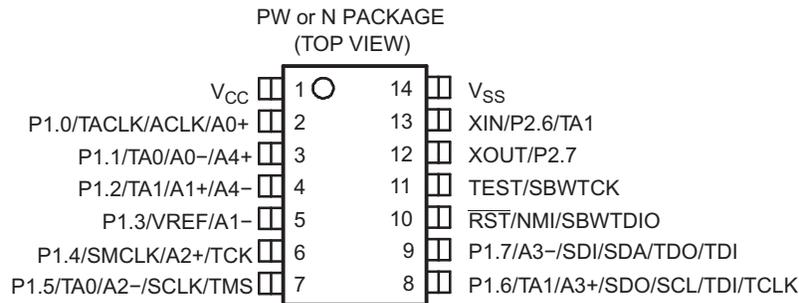 PW or N PACKAGE
(TOP VIEW)
VCC 1 14 VSS
P1.0/TACLK/ACLK/A0+ 2 13 XIN/P2.6/TA1
P1.1/TA0/A0−/A4+ 3 12 XOUT/P2.7
P1.2/TA1/A1+/A4− 4 11 TEST/SBWTCK
P1.3/VREF/A1− 5 10 R̅S̅T̅/NMI/SBWTDIO
P1.4/SMCLK/A2+/TCK 6 9 P1.7/A3−/SDI/SDA/TDO/TDI
P1.5/TA0/A2−/SCLK/TMS 7 8 P1.6/TA1/A3+/SDO/SCL/TDI/TCLK